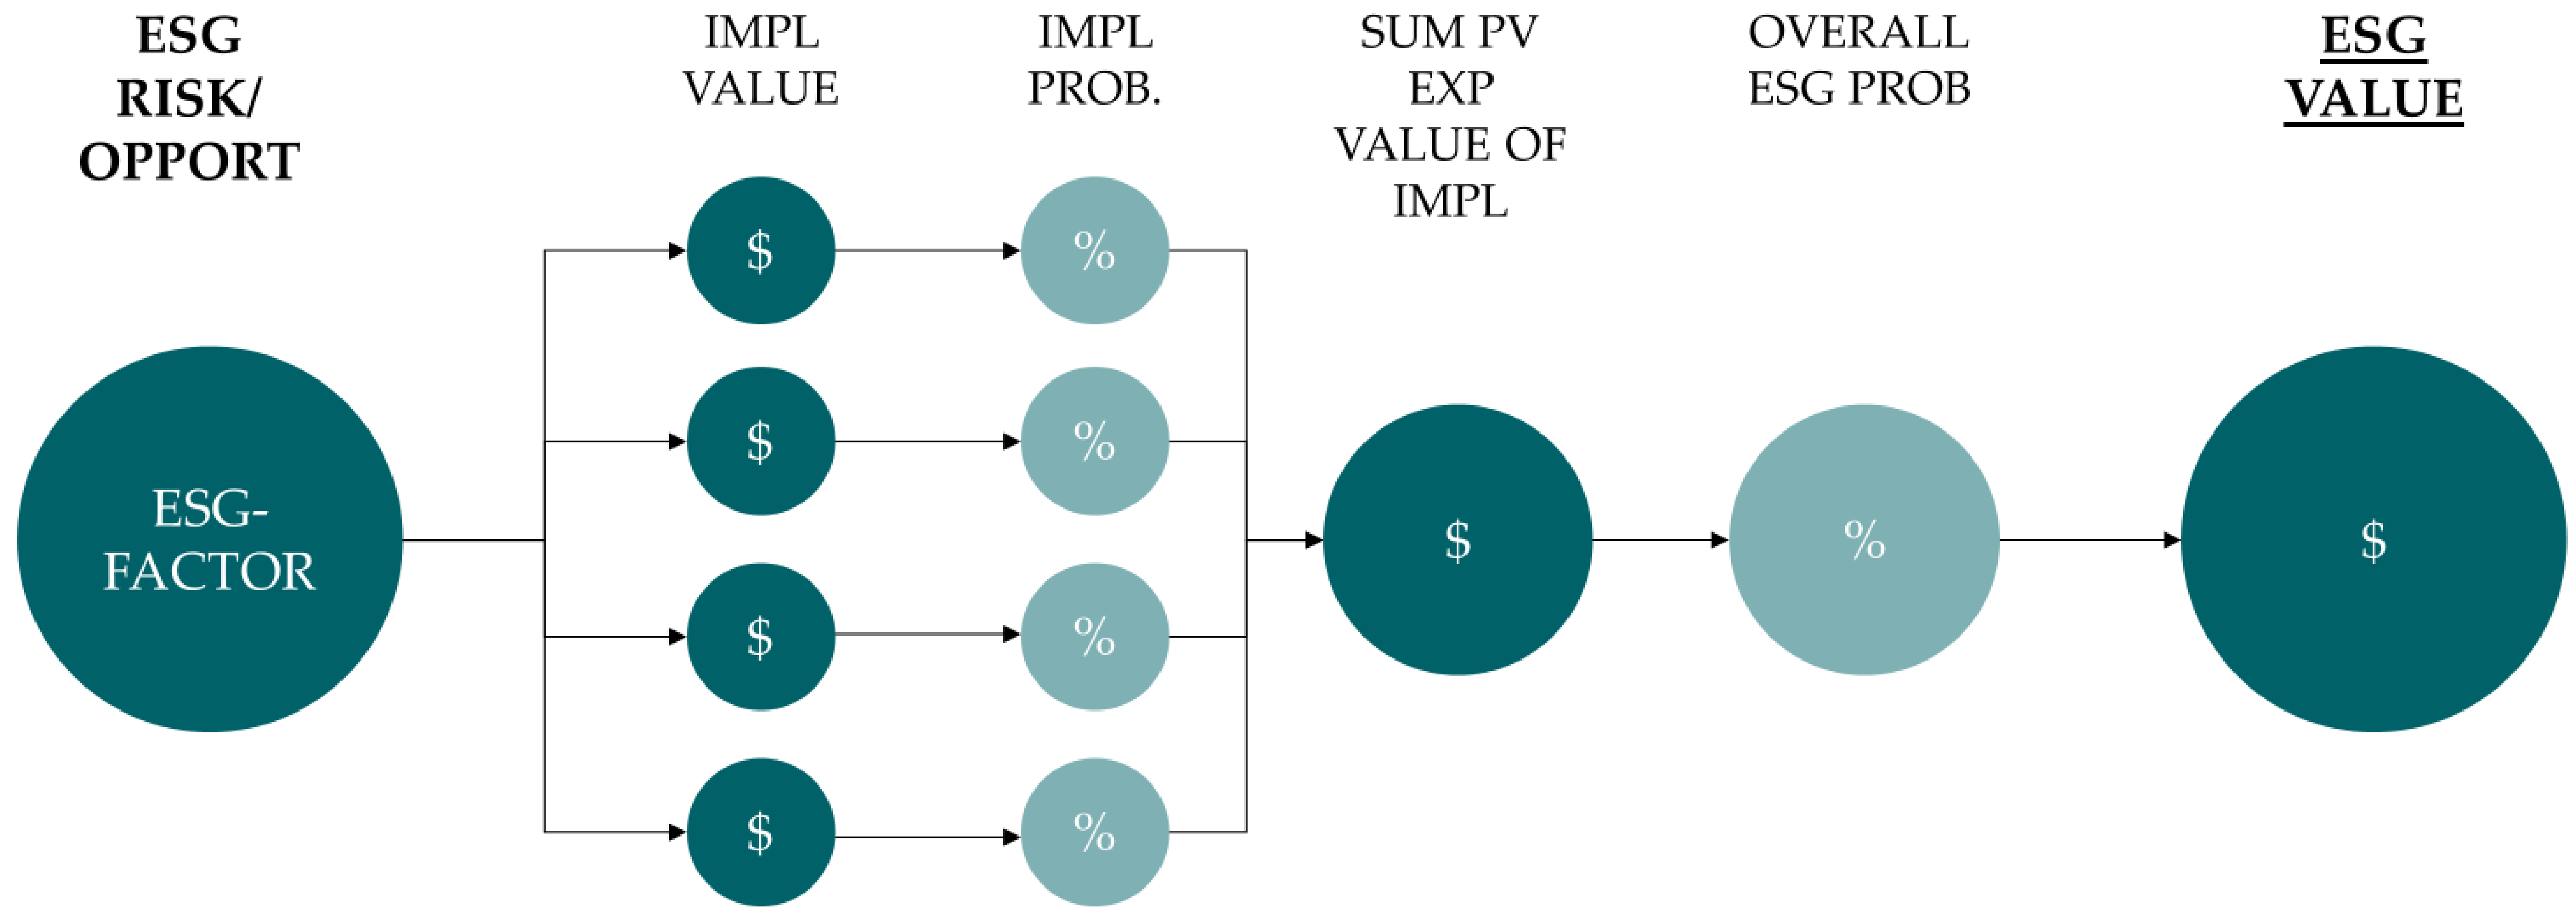 ESG
RISK/
OPPORT
IMPL
VALUE
IMPL
PROB.
SUM PV
EXP
VALUE OF
IMPL
OVERALL
ESG PROB
ESG
VALUE
$
%
$
%
ESG-
FACTOR
$
%
$
$
%
$
%